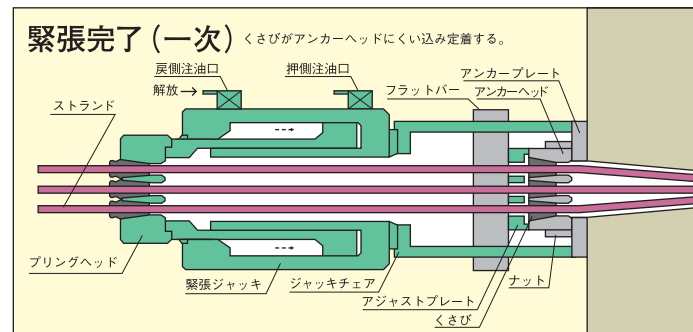 緊張完了(一次)くさびがアンカーヘッドにくい込み定着する。
戻側注油口
押側注油口
解放→
フラットバー
アンカープレート
アンカーヘッド
ストランド
プリングヘッド
緊張ジャッキ
ジャッキチェア
アジャストプレート
くさび
ナット